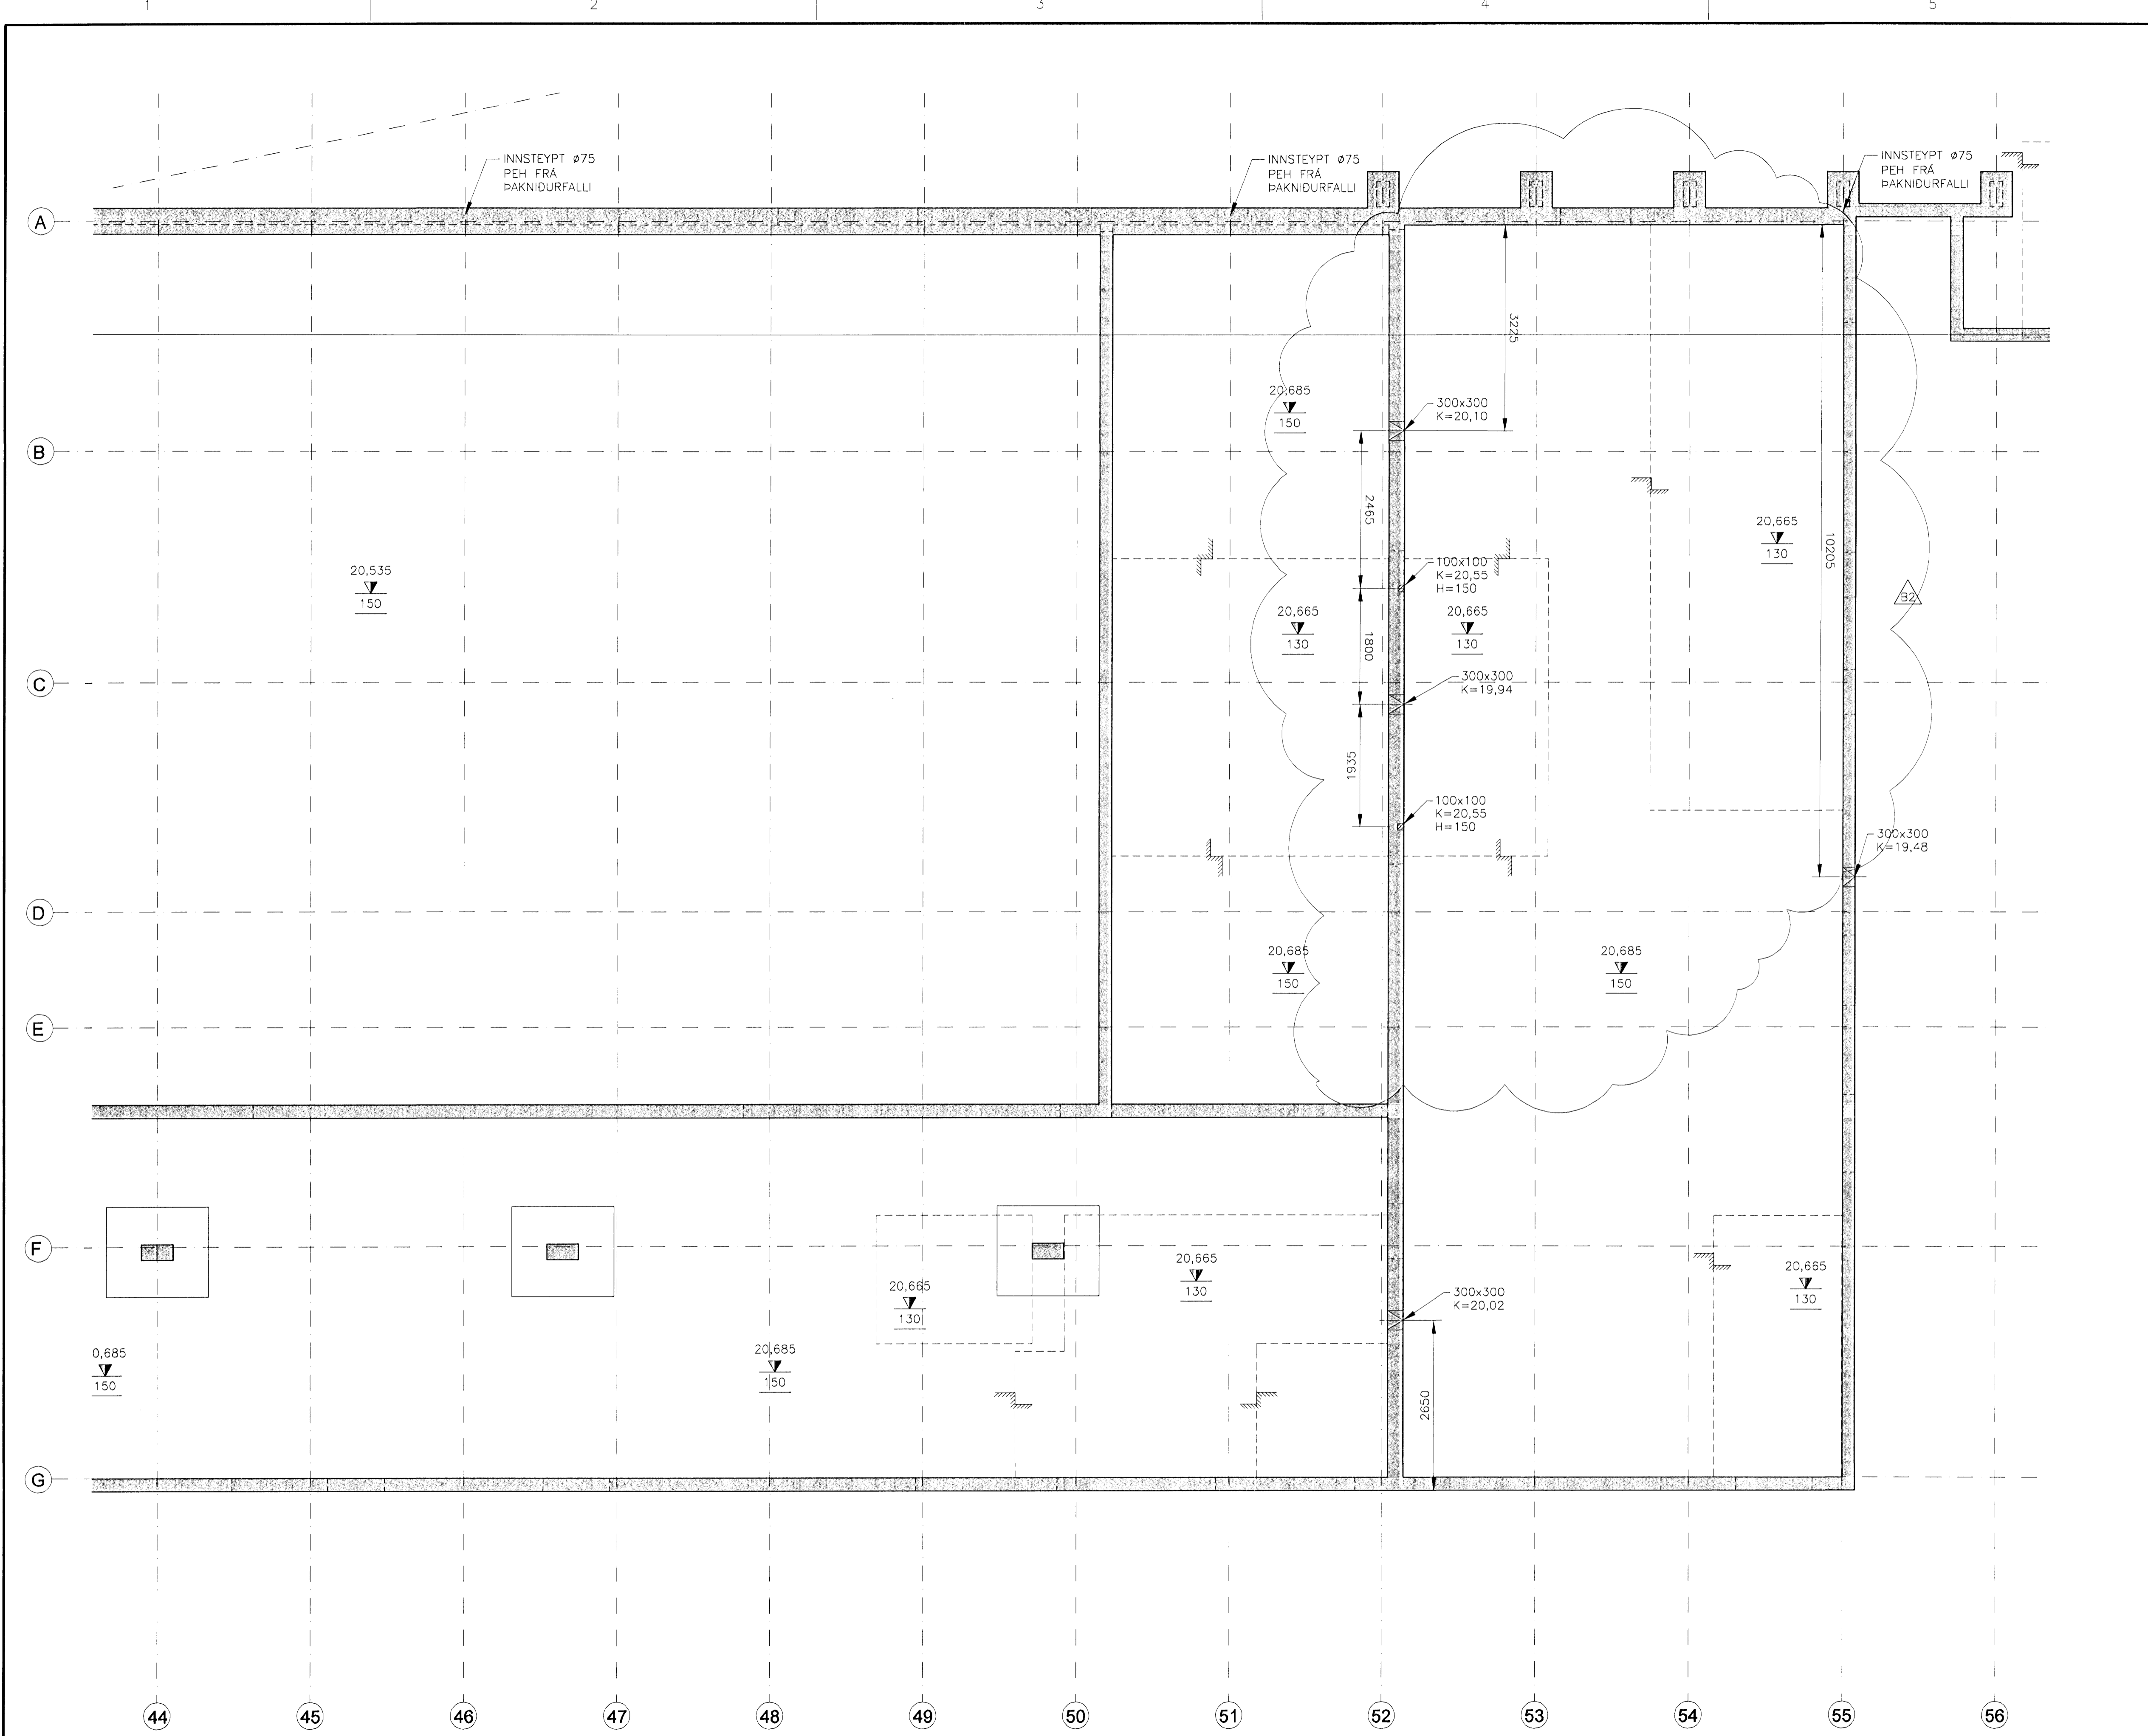 1 2 3 4 5
INNSTEYPT ø75
PEH FRÁ
ÞAKNIÐURFALLI
INNSTEYPT ø75
PEH FRÁ
ÞAKNIÐURFALLI
INNSTEYPT ø75
PEH FRÁ
ÞAKNIÐURFALLI
A
3225
20,685
150
300x300
K=20,10
B
2465
20,665
130
10205
20,535
150
100x100
K=20,55
H=150
B2
20,665
130
1800
20,665
130
C
300x300
K=19,94
1935
100x100
K=20,55
H=150
300x300
K=19,48
D
20,685
150
20,685
150
E
F
20,665
130
20,665
130
20,665
130
300x300
K=20,02
0,685
150
20,685
150
2650
G
44 45 46 47 48 49 50 51 52 53 54 55 56